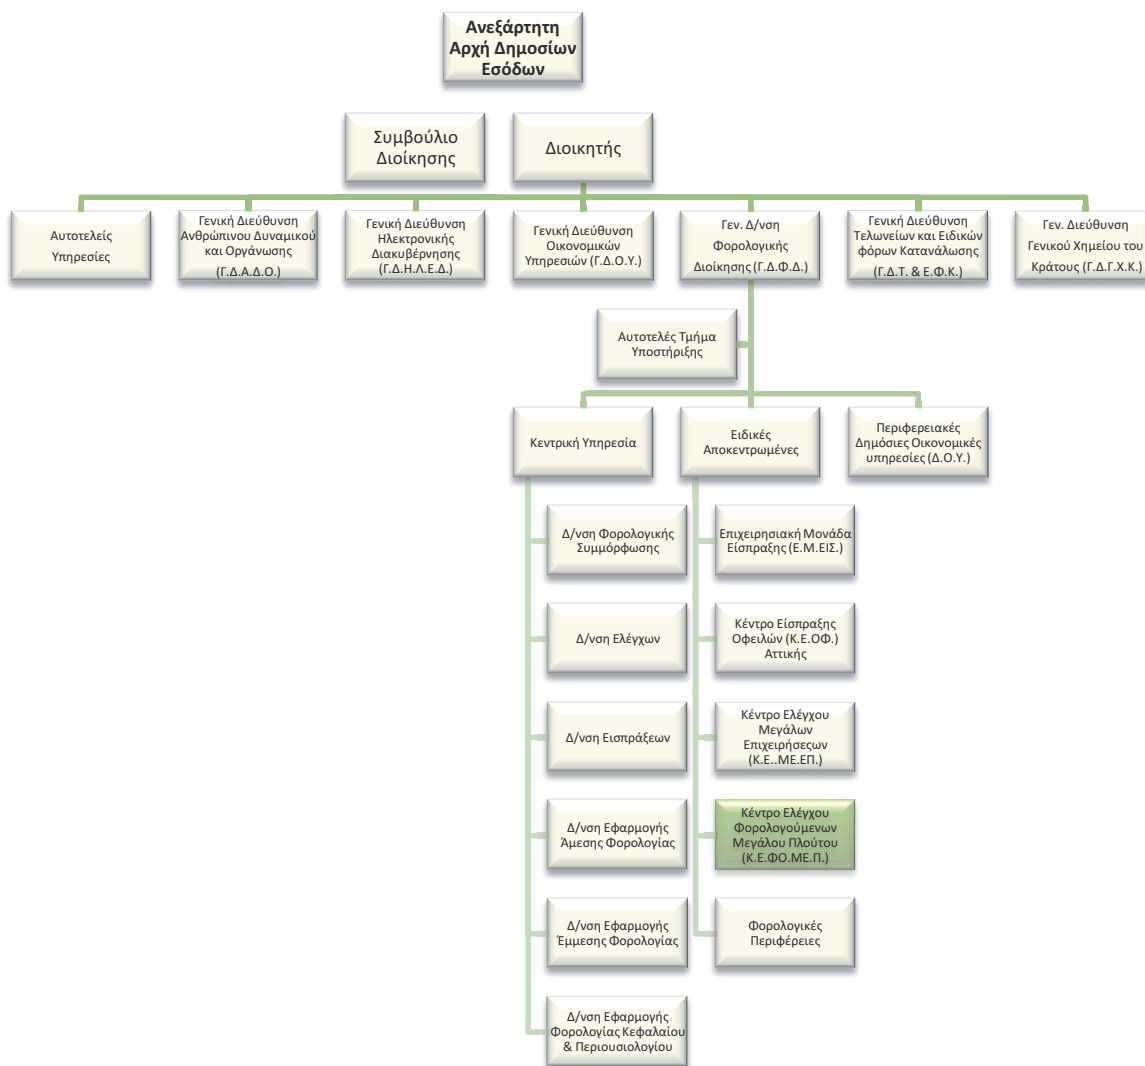 Ανεξάρτητη
Αρχή Δημοσίων
Εσόδων
Συμβούλιο
Διοίκησης
Διοικητής
Αυτοτελείς
Υπηρεσίες
Γενική Διεύθυνση
Ανθρώπινου Δυναμικού
και Οργάνωσης
(Γ.Δ.Α.Δ.Ο.)
Γενική Διεύθυνση
Ηλεκτρονικής
Διακυβέρνησης
(Γ.Δ.Η.Λ.Ε.Δ.)
Γενική Διεύθυνση
Οικονομικών
Υπηρεσιών (Γ.Δ.Ο.Υ.)
Γεν. Δ/νση
Φορολογικής
Διοίκησης (Γ.Δ.Φ.Δ.)
Γενική Διεύθυνση
Τελωνείων και Ειδικών
φόρων Κατανάλωσης
(Γ.Δ.Τ. & Ε.Φ.Κ.)
Γεν. Διεύθυνση
Γενικού Χημείου του
Κράτους (Γ.Δ.Γ.Χ.Κ.)
Αυτοτελές Τμήμα
Υποστήριξης
Κεντρική Υπηρεσία
Ειδικές
Αποκεντρωμένες
Περιφερειακές
Δημόσιες Οικονομικές
υπηρεσίες (Δ.Ο.Υ.)
Δ/νση Φορολογικής
Συμμόρφωσης
Δ/νση Ελέγχων
Δ/νση Εισπράξεων
Δ/νση Εφαρμογής
Άμεσης Φορολογίας
Δ/νση Εφαρμογής
Έμμεσης Φορολογίας
Δ/νση Εφαρμογής
Φορολογίας Κεφαλαίου
& Περιουσιολογίου
Επιχειρησιακή Μονάδα
Είσπραξης (Ε.Μ.ΕΙΣ.)
Κέντρο Είσπραξης
Οφειλών (Κ.Ε.ΟΦ.)
Αττικής
Κέντρο Ελέγχου
Μεγάλων
Επιχειρήσεςων
(Κ.Ε..ΜΕ.ΕΠ.)
Κέντρο Ελέγχου
Φορολογούμενων
Μεγάλου Πλούτου
(Κ.Ε.ΦΟ.ΜΕ.Π.)
Φορολογικές
Περιφέρειες